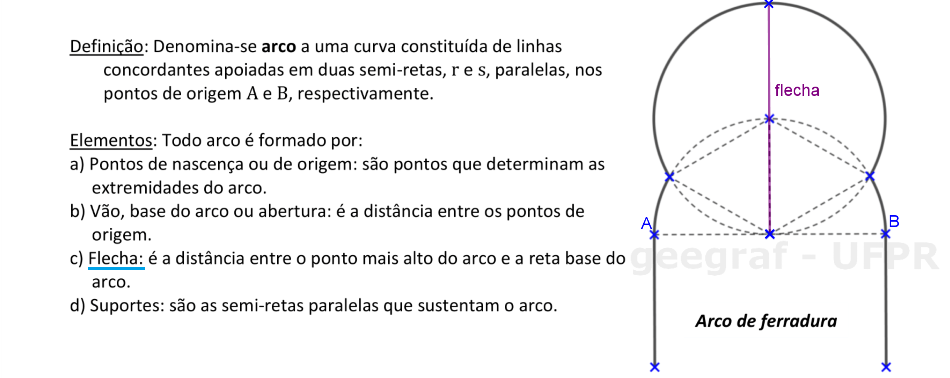 Definição: Denomina-se arco a uma curva constituída de linhas
concordantes apoiadas em duas semi-retas, r e s, paralelas, nos
pontos de origem A e B, respectivamente.
Elementos: Todo arco é formado por:
a) Pontos de nascença ou de origem: são pontos que determinam as
extremidades do arco.
b) Vão, base do arco ou abertura: é a distância entre os pontos de
origem.
c) Flecha: é a distância entre o ponto mais alto do arco e a reta base do
arco.
d) Suportes: são as semi-retas paralelas que sustentam o arco.
flecha
A
B
geegraf - UFPR
Arco de ferradura